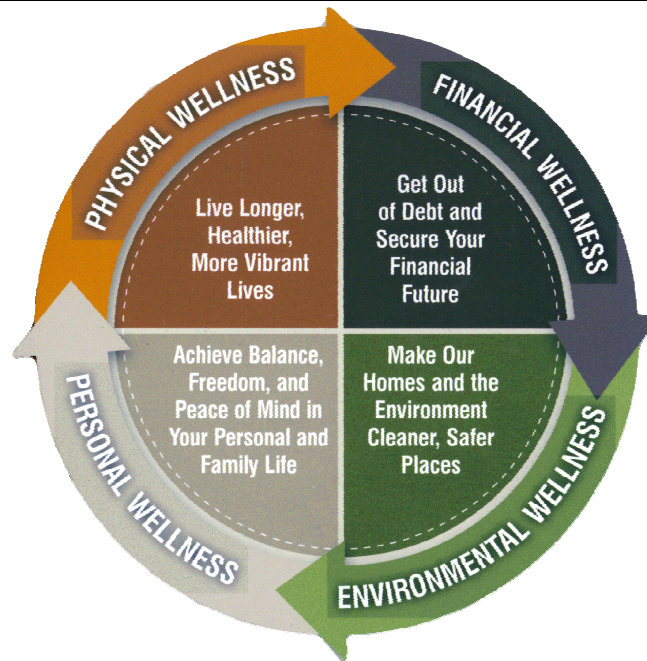 PHYSICAL WELLNESS
FINANCIAL WELLNESS
Live Longer,
Healthier,
More Vibrant
Lives
Get Out
of Debt and
Secure Your
Financial
Future
Achieve Balance,
Freedom, and
Peace of Mind in
Your Personal and
Family Life
Make Our
Homes and the
Environment
Cleaner, Safer
Places
PERSONAL WELLNESS
ENVIRONMENTAL WELLNESS